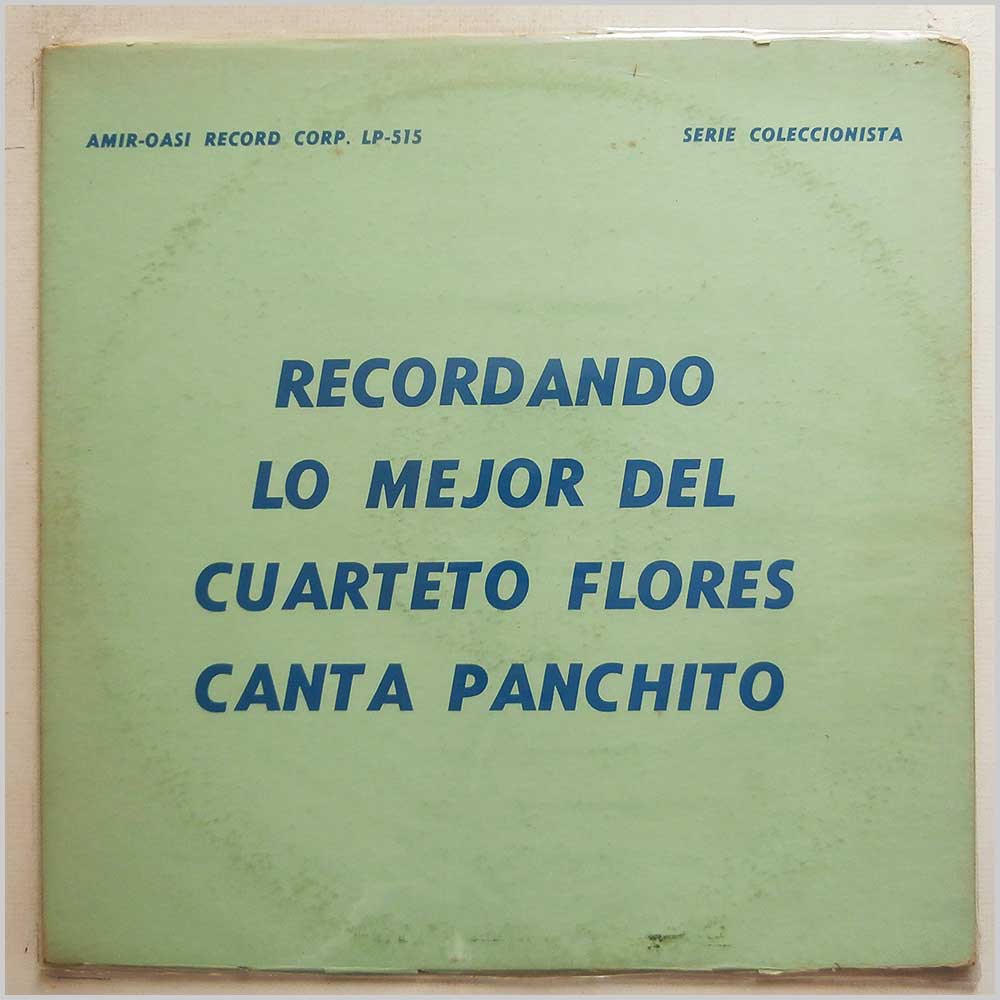 AMIR-OASI RECORD CORP. LP-515
SERIE COLECCIONISTA
RECORDANDO
LO MEJOR DEL
CUARTETO FLORES
CANTA PANCHITO